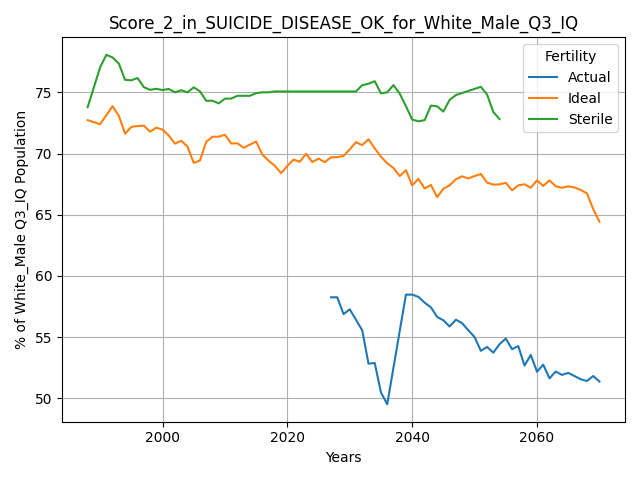 Score_2_in_SUICIDE_DISEASE_OK_for_White_Male_Q3_IQ
% of White_Male Q3_IQ Population
75
70
65
60
55
50
Fertility
Actual
Ideal
Sterile
2000 2020 2040 2060
Years